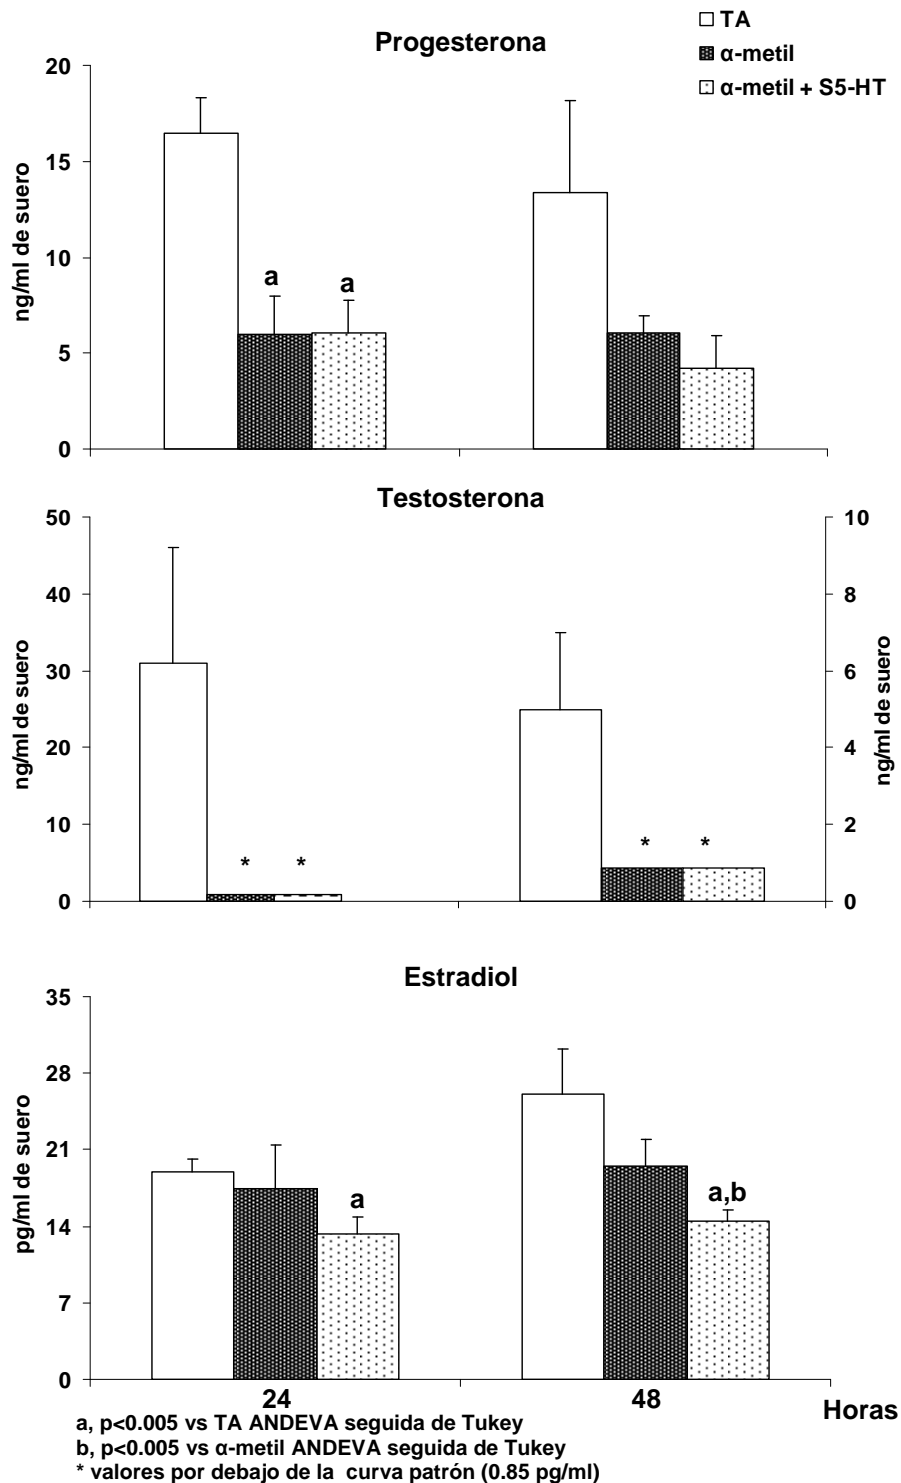 TA
Progesterona
α-metil
α-metil + S5-HT
20
15
10
5
0
ng/ml de suero
a
a
Testosterona
50
40
30
20
10
0
ng/ml de suero
10
8
6
4
2
0
ng/ml de suero
* *
* *
Estradiol
35
28
21
14
7
0
pg/ml de suero
a
a,b
24 48 Horas
a, p<0.005 vs TA ANDEVA seguida de Tukey
b, p<0.005 vs α-metil ANDEVA seguida de Tukey
* valores por debajo de la curva patrón (0.85 pg/ml)